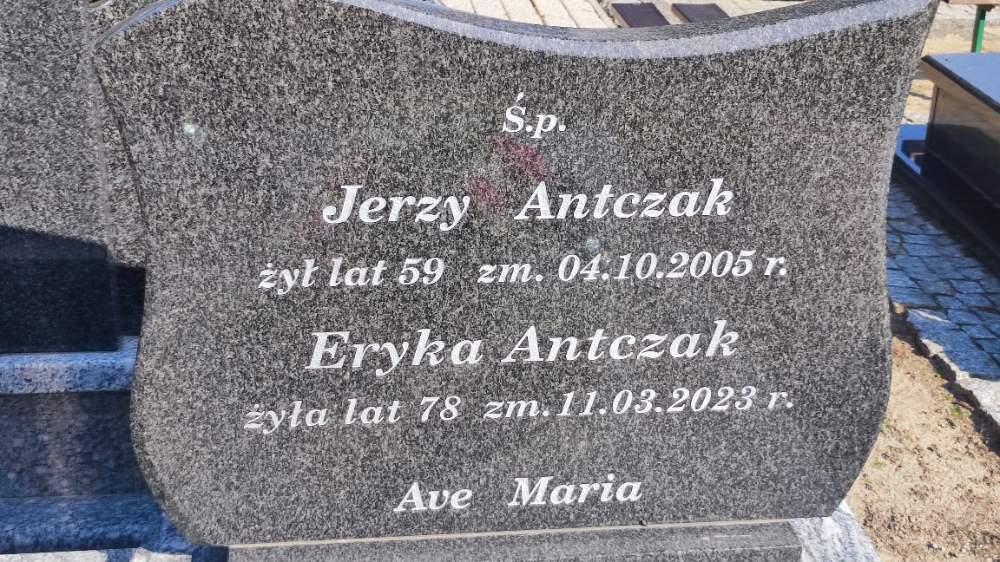 Ś.p.
Jerzy Antczak
żył lat 59 zm. 04.10.2005 r.
Eryka Antczak
żyła lat 78 zm. 11.03.2023 r.
Ave Maria